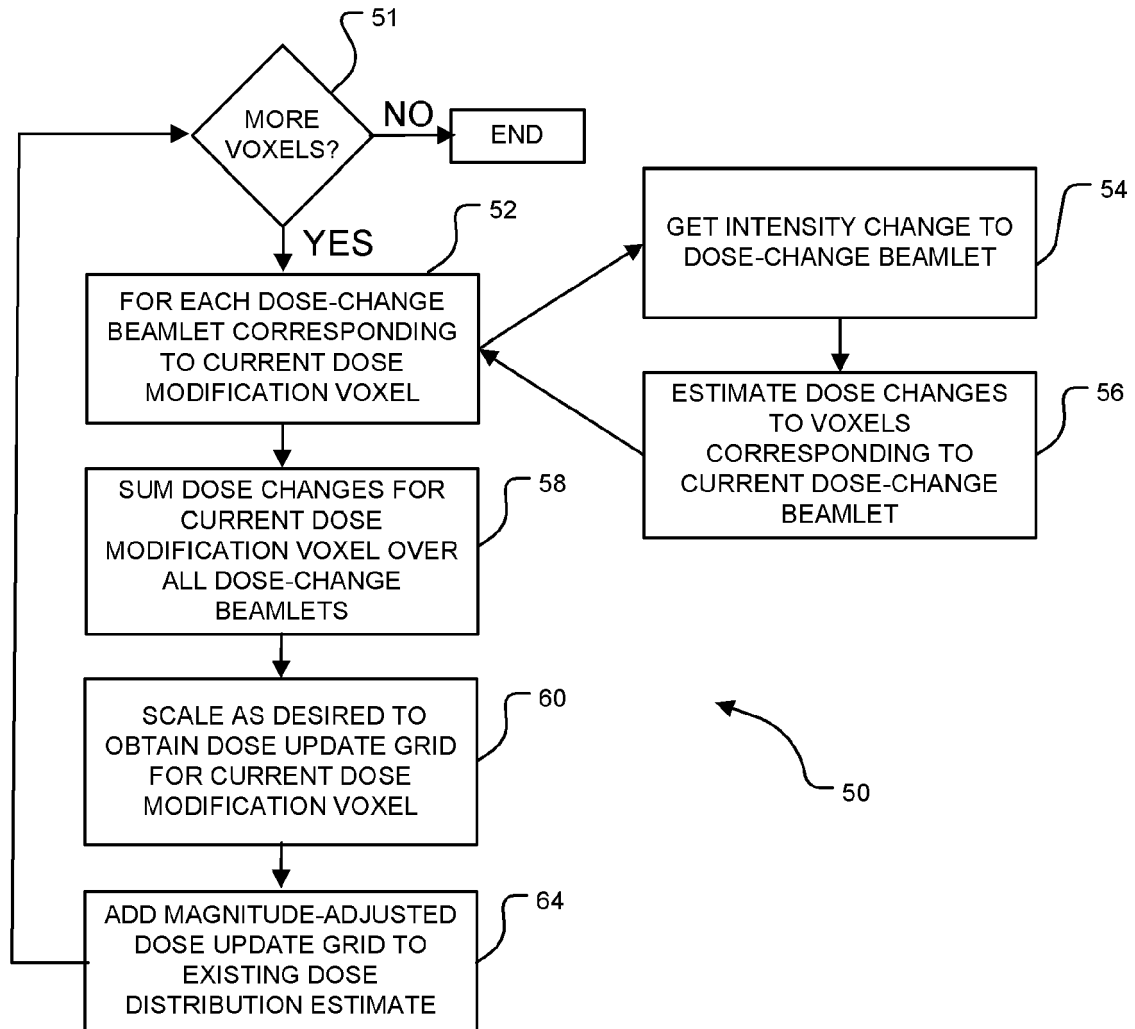 51
MORE
VOXELS?
NO
END
YES
52
FOR EACH DOSE-CHANGE
BEAMLET CORRESPONDING
TO CURRENT DOSE
MODIFICATION VOXEL
54
GET INTENSITY CHANGE TO
DOSE-CHANGE BEAMLET
56
ESTIMATE DOSE CHANGES
TO VOXELS
CORRESPONDING TO
CURRENT DOSE-CHANGE
BEAMLET
58
SUM DOSE CHANGES FOR
CURRENT DOSE
MODIFICATION VOXEL OVER
ALL DOSE-CHANGE
BEAMLETS
60
SCALE AS DESIRED TO
OBTAIN DOSE UPDATE GRID
FOR CURRENT DOSE
MODIFICATION VOXEL
50
64
ADD MAGNITUDE-ADJUSTED
DOSE UPDATE GRID TO
EXISTING DOSE
DISTRIBUTION ESTIMATE